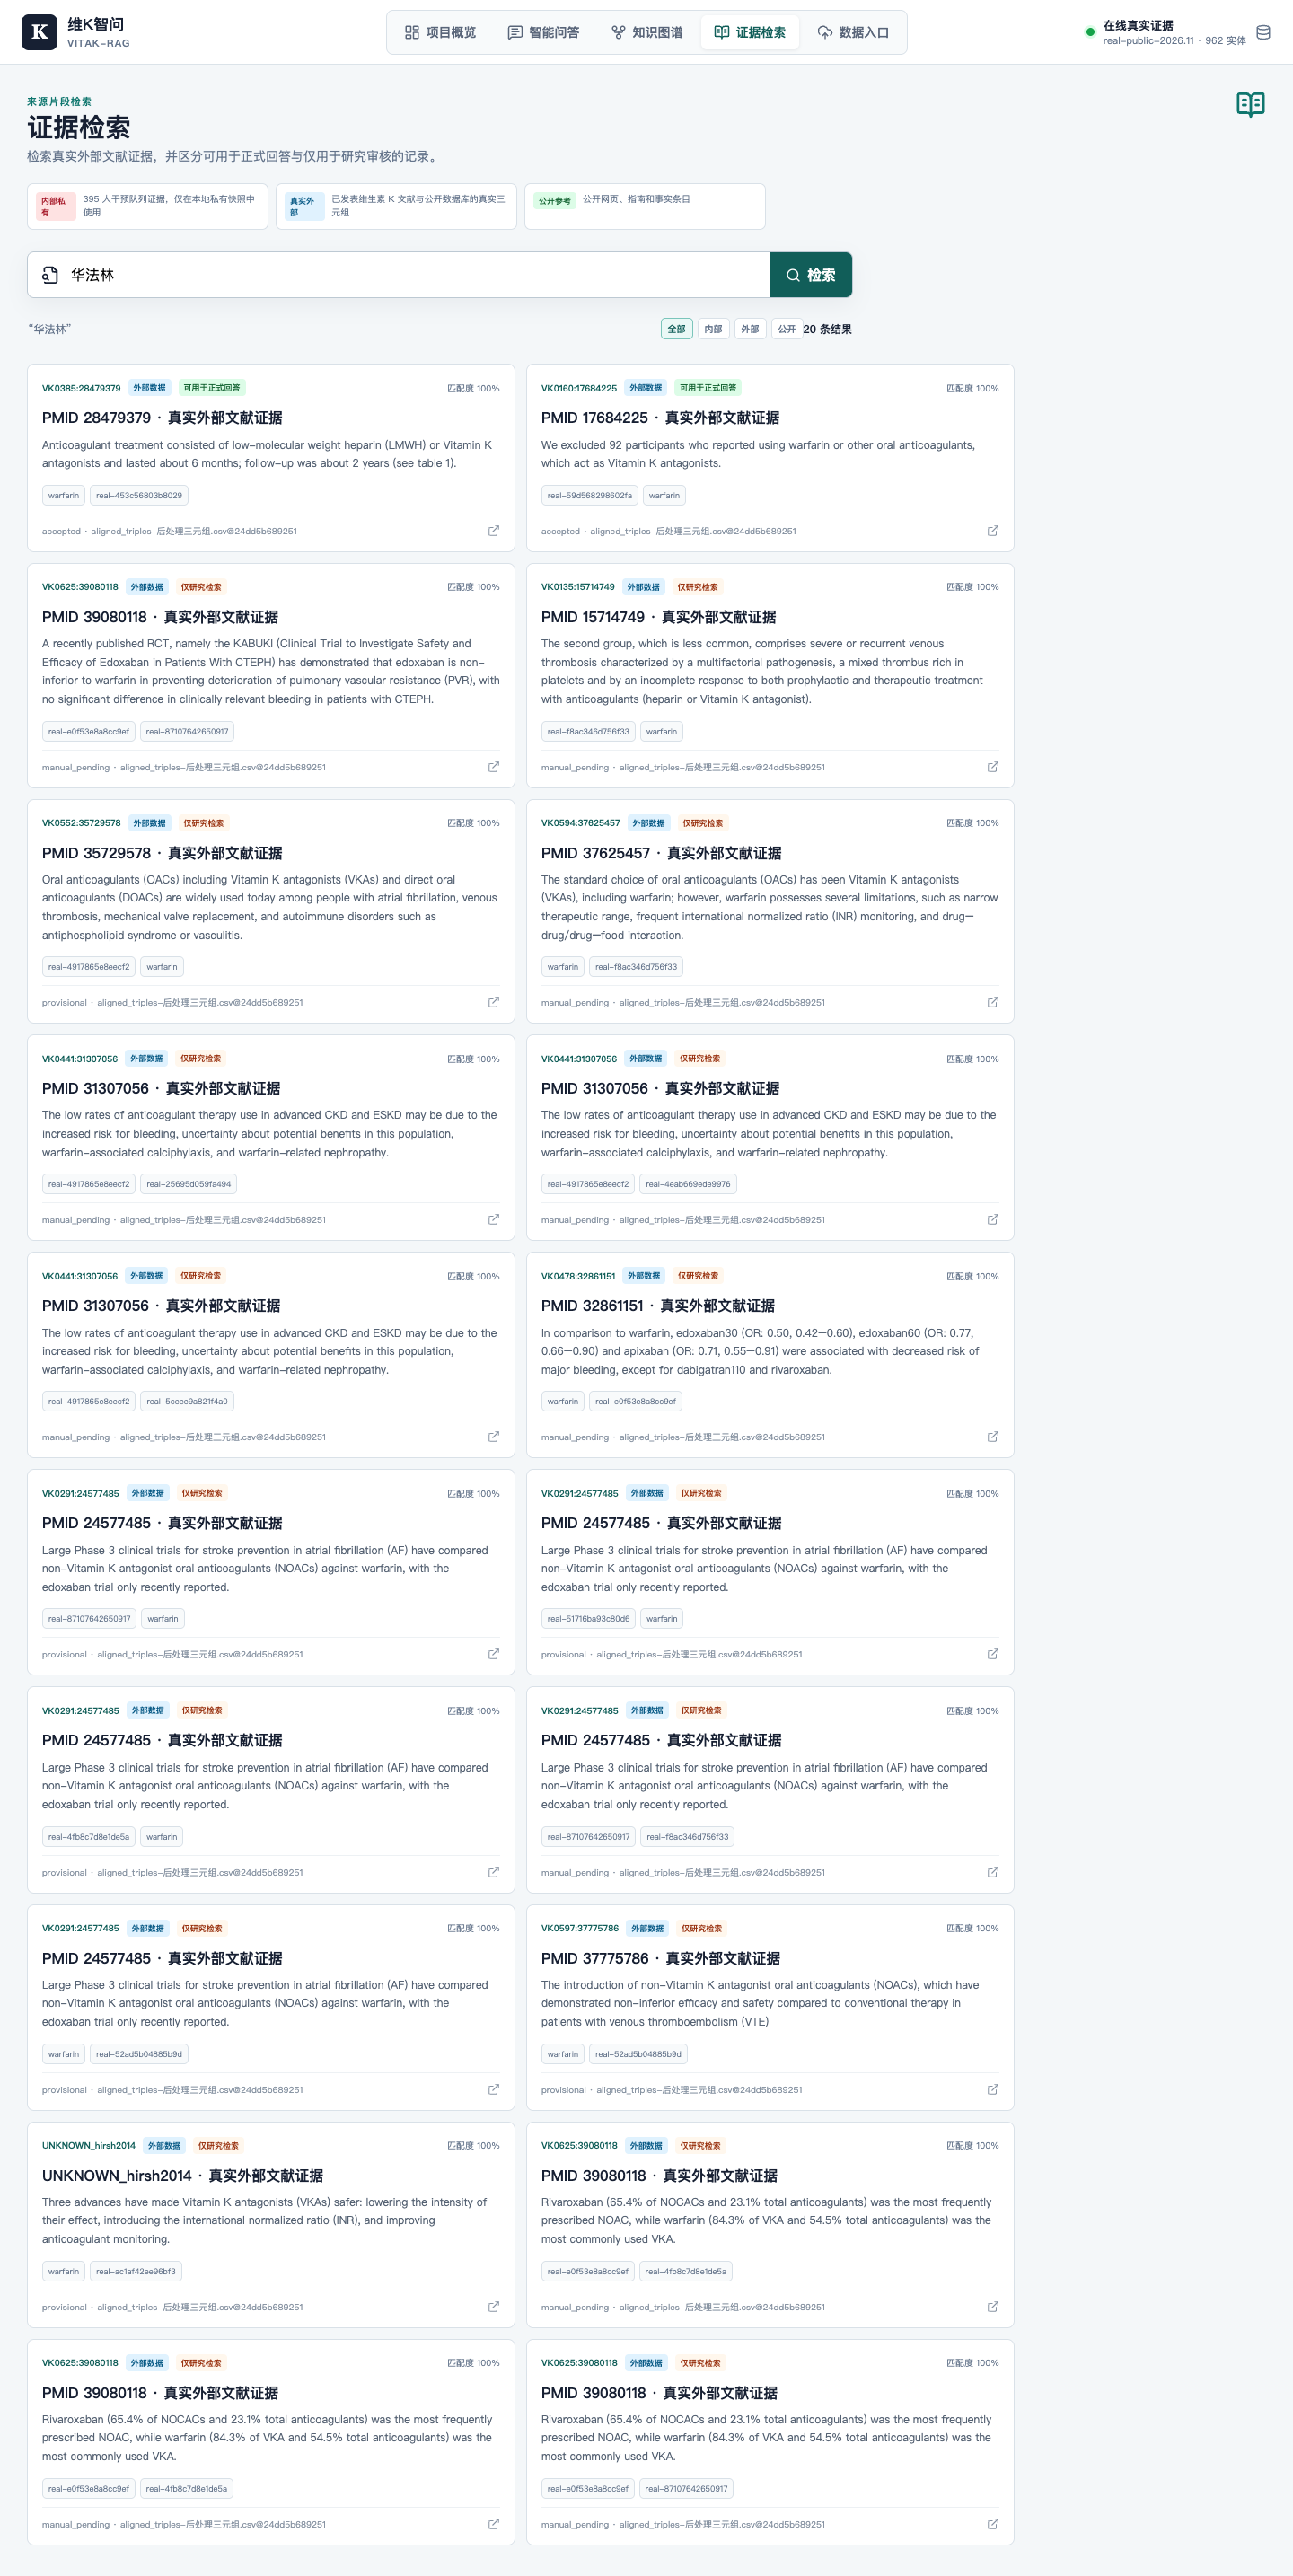 K
维K智问
VITAK-RAG
项目概览
智能问答
知识图谱
证据检索
数据入口
在线真实证据
real-public-2026.11 · 962 实体
来源片段检索
证据检索
检索真实外部文献证据，并区分可用于正式回答与仅用于研究审核的记录。
内部私有
395 人干预队列证据，仅在本地私有快照中使用
真实外部
已发表维生素 K 文献与公开数据库的真实三元组
公开参考
公开网页、指南和事实条目
华法林
检索
“华法林”
全部
内部
外部
公开
20 条结果
VK0385:28479379 外部数据 可用于正式回答 匹配度 100%
PMID 28479379 · 真实外部文献证据
Anticoagulant treatment consisted of low-molecular weight heparin (LMWH) or Vitamin K
antagonists and lasted about 6 months; follow-up was about 2 years (see table 1).
warfarin real-453c56803b8029
accepted · aligned_triples-后处理三元组.csv@24dd5b689251
VK0160:17684225 外部数据 可用于正式回答 匹配度 100%
PMID 17684225 · 真实外部文献证据
We excluded 92 participants who reported using warfarin or other oral anticoagulants,
which act as Vitamin K antagonists.
real-59d568298602fa warfarin
accepted · aligned_triples-后处理三元组.csv@24dd5b689251
VK0625:39080118 外部数据 仅研究检索 匹配度 100%
PMID 39080118 · 真实外部文献证据
A recently published RCT, namely the KABUKI (Clinical Trial to Investigate Safety and
Efficacy of Edoxaban in Patients With CTEPH) has demonstrated that edoxaban is non-
inferior to warfarin in preventing deterioration of pulmonary vascular resistance (PVR), with
no significant difference in clinically relevant bleeding in patients with CTEPH.
real-e0f53e8a8cc9ef real-87107642650917
manual_pending · aligned_triples-后处理三元组.csv@24dd5b689251
VK0135:15714749 外部数据 仅研究检索 匹配度 100%
PMID 15714749 · 真实外部文献证据
The second group, which is less common, comprises severe or recurrent venous
thrombosis characterized by a multifactorial pathogenesis, a mixed thrombus rich in
platelets and by an incomplete response to both prophylactic and therapeutic treatment
with anticoagulants (heparin or Vitamin K antagonist).
real-f8ac346d756f33 warfarin
manual_pending · aligned_triples-后处理三元组.csv@24dd5b689251
VK0552:35729578 外部数据 仅研究检索 匹配度 100%
PMID 35729578 · 真实外部文献证据
Oral anticoagulants (OACs) including Vitamin K antagonists (VKAs) and direct oral
anticoagulants (DOACs) are widely used today among people with atrial fibrillation, venous
thrombosis, mechanical valve replacement, and autoimmune disorders such as
antiphospholipid syndrome or vasculitis.
real-4917865e8eecf2 warfarin
provisional · aligned_triples-后处理三元组.csv@24dd5b689251
VK0594:37625457 外部数据 仅研究检索 匹配度 100%
PMID 37625457 · 真实外部文献证据
The standard choice of oral anticoagulants (OACs) has been Vitamin K antagonists
(VKAs), including warfarin; however, warfarin possesses several limitations, such as narrow
therapeutic range, frequent international normalized ratio (INR) monitoring, and drug–
drug/drug–food interaction.
warfarin real-f8ac346d756f33
manual_pending · aligned_triples-后处理三元组.csv@24dd5b689251
VK0441:31307056 外部数据 仅研究检索 匹配度 100%
PMID 31307056 · 真实外部文献证据
The low rates of anticoagulant therapy use in advanced CKD and ESKD may be due to the
increased risk for bleeding, uncertainty about potential benefits in this population,
warfarin-associated calciphylaxis, and warfarin-related nephropathy.
real-4917865e8eecf2 real-25695d059fa494
manual_pending · aligned_triples-后处理三元组.csv@24dd5b689251
VK0441:31307056 外部数据 仅研究检索 匹配度 100%
PMID 31307056 · 真实外部文献证据
The low rates of anticoagulant therapy use in advanced CKD and ESKD may be due to the
increased risk for bleeding, uncertainty about potential benefits in this population,
warfarin-associated calciphylaxis, and warfarin-related nephropathy.
real-4917865e8eecf2 real-4eab669ede9976
manual_pending · aligned_triples-后处理三元组.csv@24dd5b689251
VK0441:31307056 外部数据 仅研究检索 匹配度 100%
PMID 31307056 · 真实外部文献证据
The low rates of anticoagulant therapy use in advanced CKD and ESKD may be due to the
increased risk for bleeding, uncertainty about potential benefits in this population,
warfarin-associated calciphylaxis, and warfarin-related nephropathy.
real-4917865e8eecf2 real-5ceee9a821f4a0
manual_pending · aligned_triples-后处理三元组.csv@24dd5b689251
VK0478:32861151 外部数据 仅研究检索 匹配度 100%
PMID 32861151 · 真实外部文献证据
In comparison to warfarin, edoxaban30 (OR: 0.50, 0.42–0.60), edoxaban60 (OR: 0.77,
0.66–0.90) and apixaban (OR: 0.71, 0.55–0.91) were associated with decreased risk of
major bleeding, except for dabigatran110 and rivaroxaban.
warfarin real-e0f53e8a8cc9ef
manual_pending · aligned_triples-后处理三元组.csv@24dd5b689251
VK0291:24577485 外部数据 仅研究检索 匹配度 100%
PMID 24577485 · 真实外部文献证据
Large Phase 3 clinical trials for stroke prevention in atrial fibrillation (AF) have compared
non-Vitamin K antagonist oral anticoagulants (NOACs) against warfarin, with the
edoxaban trial only recently reported.
real-87107642650917 warfarin
provisional · aligned_triples-后处理三元组.csv@24dd5b689251
VK0291:24577485 外部数据 仅研究检索 匹配度 100%
PMID 24577485 · 真实外部文献证据
Large Phase 3 clinical trials for stroke prevention in atrial fibrillation (AF) have compared
non-Vitamin K antagonist oral anticoagulants (NOACs) against warfarin, with the
edoxaban trial only recently reported.
real-51716ba93c80d6 warfarin
provisional · aligned_triples-后处理三元组.csv@24dd5b689251
VK0291:24577485 外部数据 仅研究检索 匹配度 100%
PMID 24577485 · 真实外部文献证据
Large Phase 3 clinical trials for stroke prevention in atrial fibrillation (AF) have compared
non-Vitamin K antagonist oral anticoagulants (NOACs) against warfarin, with the
edoxaban trial only recently reported.
real-4fb8c7d8e1de5a warfarin
provisional · aligned_triples-后处理三元组.csv@24dd5b689251
VK0291:24577485 外部数据 仅研究检索 匹配度 100%
PMID 24577485 · 真实外部文献证据
Large Phase 3 clinical trials for stroke prevention in atrial fibrillation (AF) have compared
non-Vitamin K antagonist oral anticoagulants (NOACs) against warfarin, with the
edoxaban trial only recently reported.
real-87107642650917 real-f8ac346d756f33
manual_pending · aligned_triples-后处理三元组.csv@24dd5b689251
VK0291:24577485 外部数据 仅研究检索 匹配度 100%
PMID 24577485 · 真实外部文献证据
Large Phase 3 clinical trials for stroke prevention in atrial fibrillation (AF) have compared
non-Vitamin K antagonist oral anticoagulants (NOACs) against warfarin, with the
edoxaban trial only recently reported.
warfarin real-52ad5b04885b9d
provisional · aligned_triples-后处理三元组.csv@24dd5b689251
VK0597:37775786 外部数据 仅研究检索 匹配度 100%
PMID 37775786 · 真实外部文献证据
The introduction of non-Vitamin K antagonist oral anticoagulants (NOACs), which have
demonstrated non-inferior efficacy and safety compared to conventional therapy in
patients with venous thromboembolism (VTE)
warfarin real-52ad5b04885b9d
provisional · aligned_triples-后处理三元组.csv@24dd5b689251
UNKNOWN_hirsh2014 外部数据 仅研究检索 匹配度 100%
UNKNOWN_hirsh2014 · 真实外部文献证据
Three advances have made Vitamin K antagonists (VKAs) safer: lowering the intensity of
their effect, introducing the international normalized ratio (INR), and improving
anticoagulant monitoring.
warfarin real-ac1af42ee96bf3
provisional · aligned_triples-后处理三元组.csv@24dd5b689251
VK0625:39080118 外部数据 仅研究检索 匹配度 100%
PMID 39080118 · 真实外部文献证据
Rivaroxaban (65.4% of NOCACs and 23.1% total anticoagulants) was the most frequently
prescribed NOAC, while warfarin (84.3% of VKA and 54.5% total anticoagulants) was the
most commonly used VKA.
real-e0f53e8a8cc9ef real-4fb8c7d8e1de5a
manual_pending · aligned_triples-后处理三元组.csv@24dd5b689251
VK0625:39080118 外部数据 仅研究检索 匹配度 100%
PMID 39080118 · 真实外部文献证据
Rivaroxaban (65.4% of NOCACs and 23.1% total anticoagulants) was the most frequently
prescribed NOAC, while warfarin (84.3% of VKA and 54.5% total anticoagulants) was the
most commonly used VKA.
real-e0f53e8a8cc9ef real-4fb8c7d8e1de5a
manual_pending · aligned_triples-后处理三元组.csv@24dd5b689251
VK0625:39080118 外部数据 仅研究检索 匹配度 100%
PMID 39080118 · 真实外部文献证据
Rivaroxaban (65.4% of NOCACs and 23.1% total anticoagulants) was the most frequently
prescribed NOAC, while warfarin (84.3% of VKA and 54.5% total anticoagulants) was the
most commonly used VKA.
real-e0f53e8a8cc9ef real-87107642650917
manual_pending · aligned_triples-后处理三元组.csv@24dd5b689251